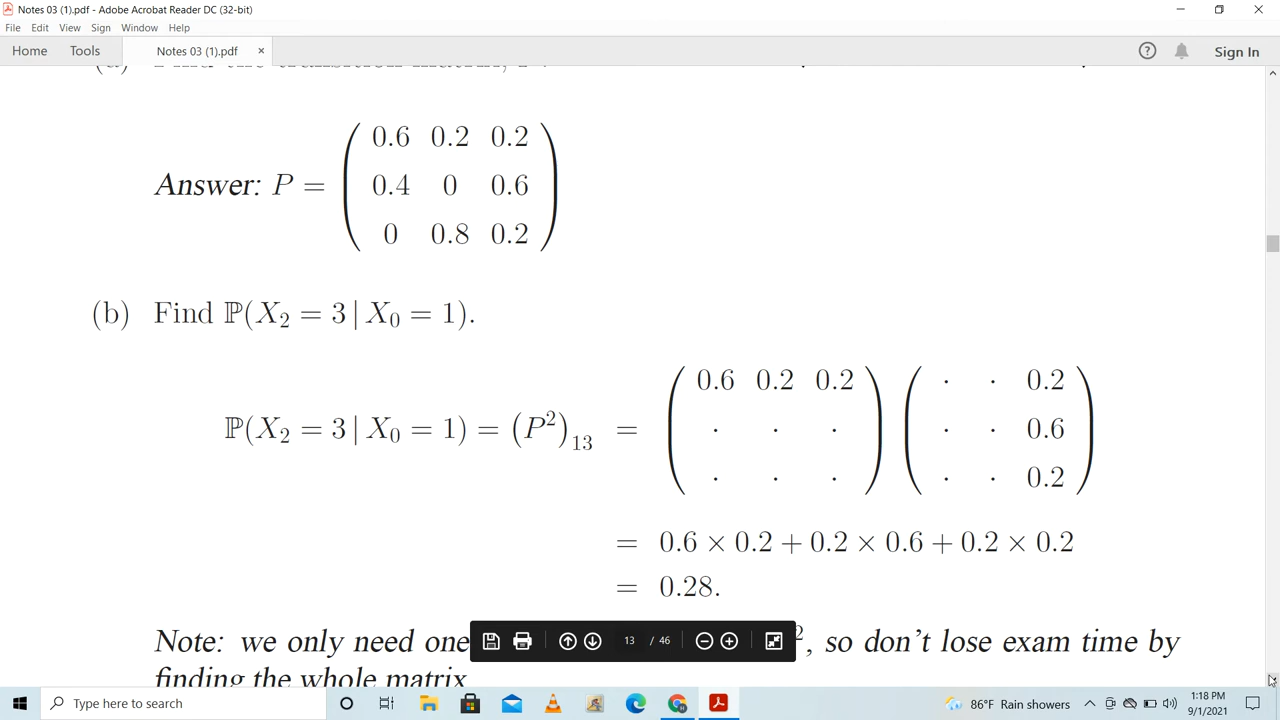 Notes 03 (1).pdf - Adobe Acrobat Reader DC (32-bit)
File Edit View Sign Window Help
Home Tools Notes 03 (1).pdf × ? Sign In
Answer: P = ( 0.6 0.2 0.2
0.4 0 0.6
0 0.8 0.2 )
(b) Find ℙ(X₂ = 3 | X₀ = 1).
ℙ(X₂ = 3 | X₀ = 1) = (P²)₁₃ = ( 0.6 0.2 0.2 ) ( · · 0.2 )
( · · · ) ( · · 0.6 )
( · · · ) ( · · 0.2 )
= 0.6 × 0.2 + 0.2 × 0.6 + 0.2 × 0.2
= 0.28.
Note: we only need one ², so don't lose exam time by
finding the whole matrix
13 / 46
Type here to search
86°F Rain showers
1:18 PM
9/1/2021